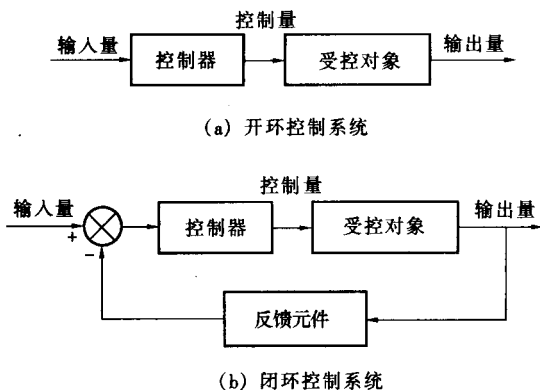 控制量
输入量 控制器 受控对象 输出量
(a) 开环控制系统
控制量
输入量 控制器 受控对象 输出量
+
−
反馈元件
(b) 闭环控制系统